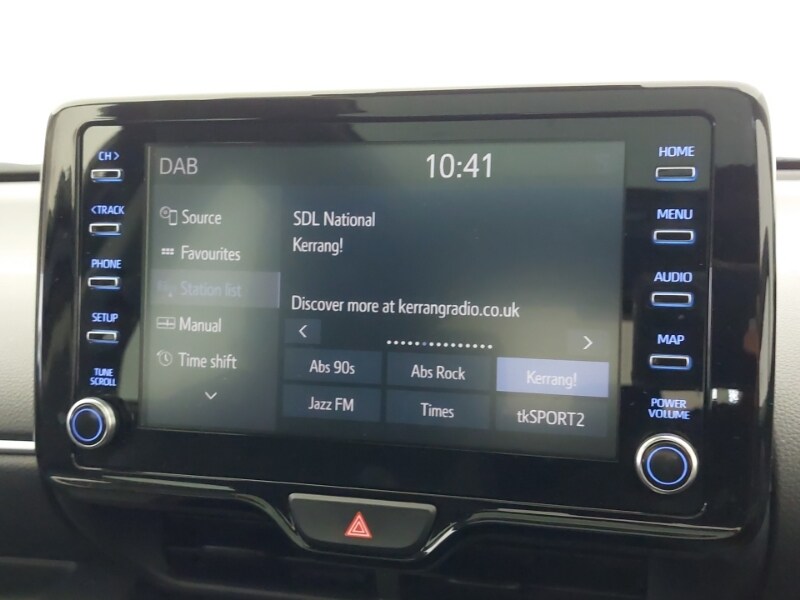 CH >
<TRACK
PHONE
SETUP
TUNE
SCROLL
DAB
10:41
Source
Favourites
Station list
Manual
Time shift
SDL National
Kerrang!
Discover more at kerrangradio.co.uk
Abs 90s
Abs Rock
Kerrang!
Jazz FM
Times
tkSPORT2
HOME
MENU
AUDIO
MAP
POWER
VOLUME